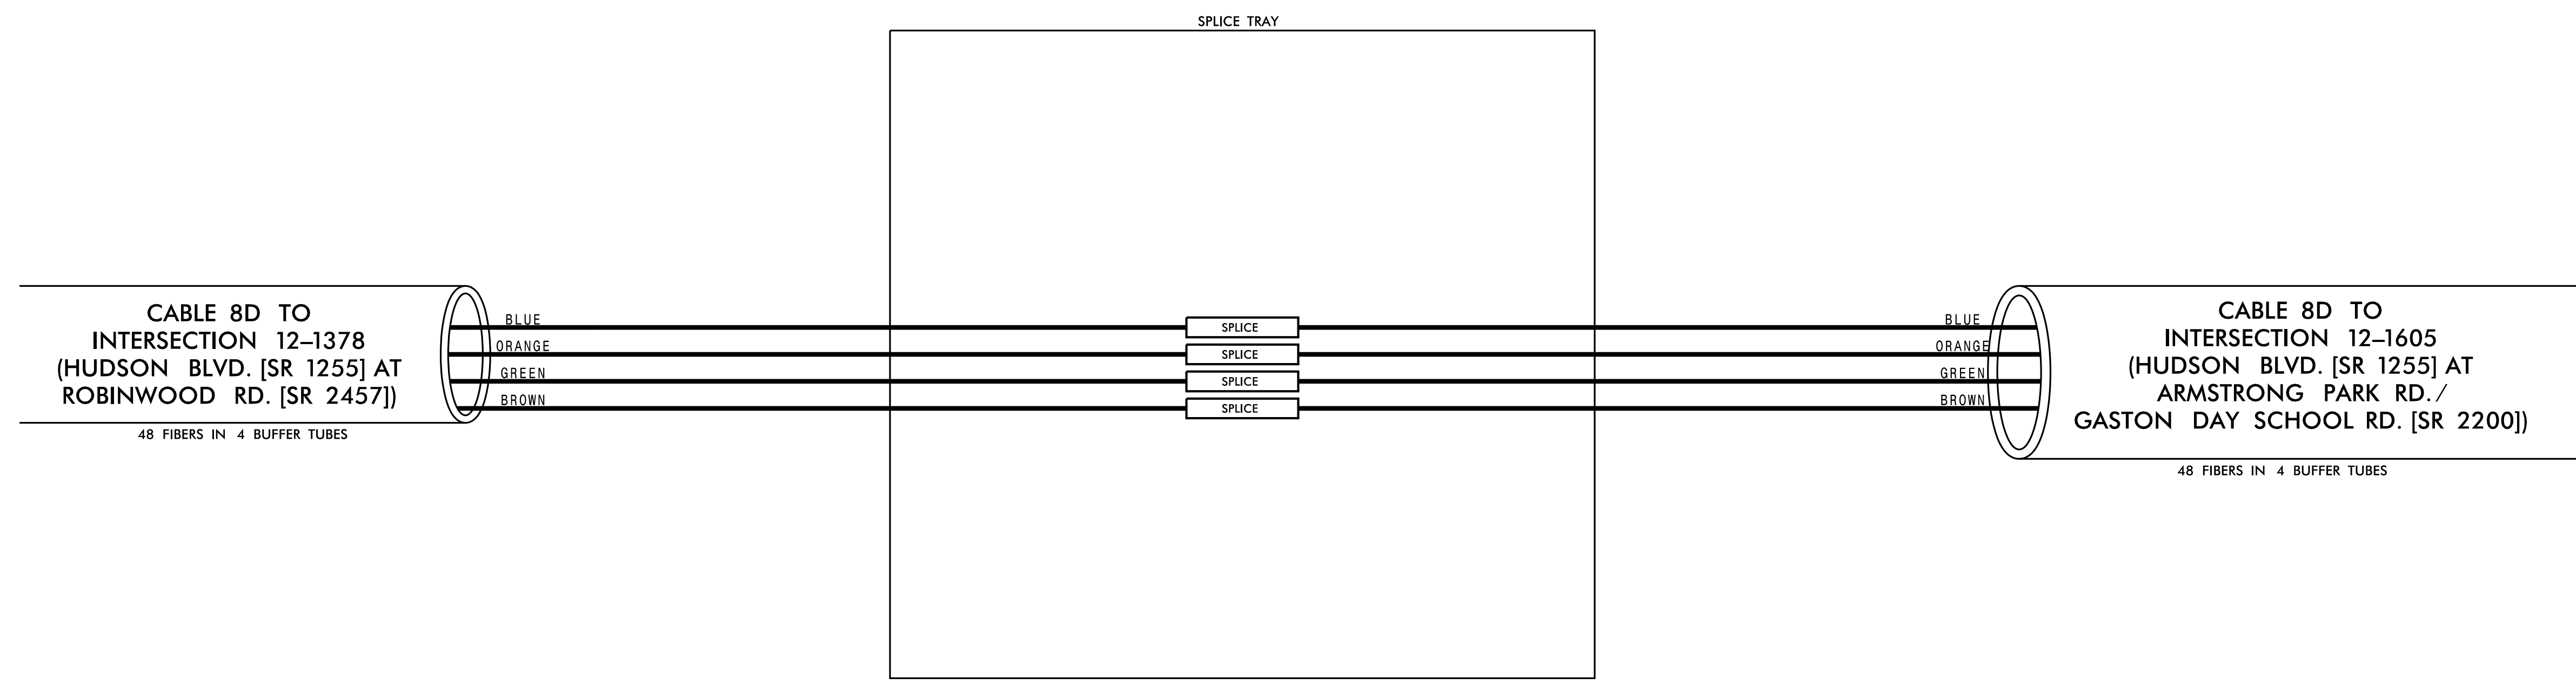 SPLICE TRAY
CABLE 8D TO
INTERSECTION 12-1378
(HUDSON BLVD. [SR 1255] AT
ROBINWOOD RD. [SR 2457])
48 FIBERS IN 4 BUFFER TUBES
BLUE
ORANGE
GREEN
BROWN
SPLICE
SPLICE
SPLICE
SPLICE
BLUE
ORANGE
GREEN
BROWN
CABLE 8D TO
INTERSECTION 12-1605
(HUDSON BLVD. [SR 1255] AT
ARMSTRONG PARK RD./
GASTON DAY SCHOOL RD. [SR 2200])
48 FIBERS IN 4 BUFFER TUBES